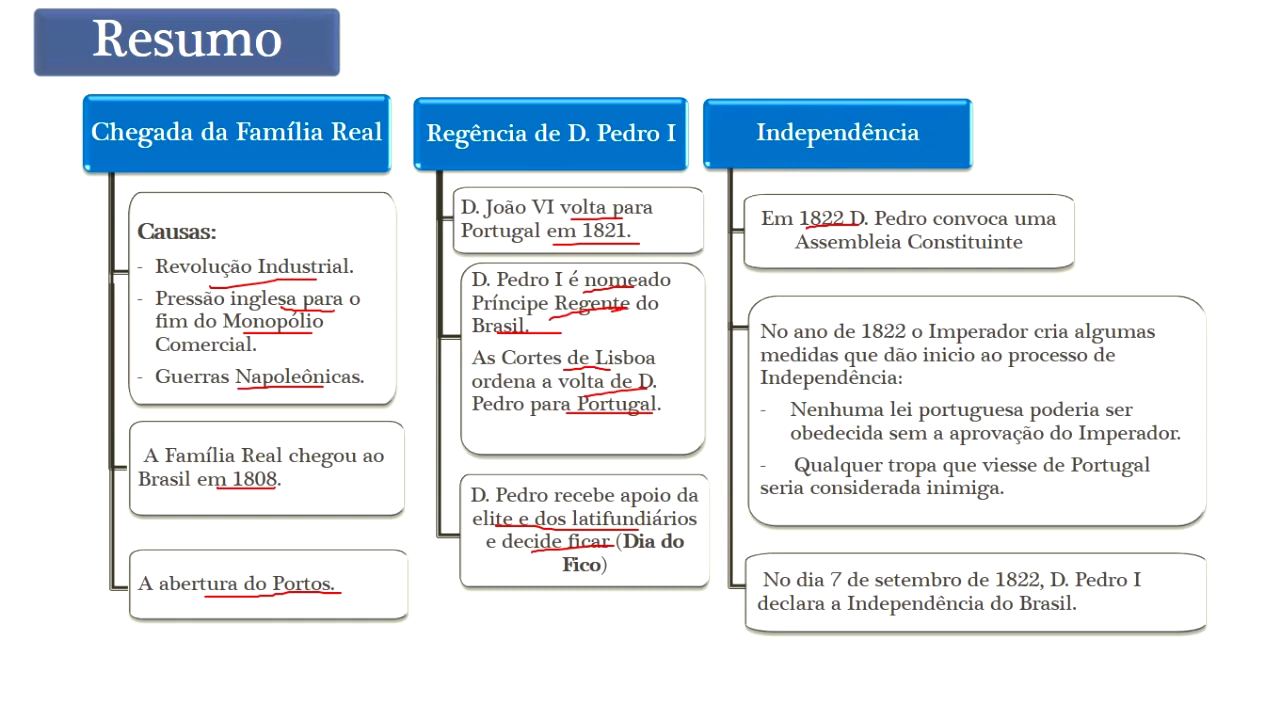 Resumo
Chegada da Família Real
Causas:
- Revolução Industrial.
- Pressão inglesa para o
fim do Monopólio
Comercial.
- Guerras Napoleônicas.
A Família Real chegou ao
Brasil em 1808.
A abertura do Portos.
Regência de D. Pedro I
D. João VI volta para
Portugal em 1821.
D. Pedro I é nomeado
Príncipe Regente do
Brasil.
As Cortes de Lisboa
ordena a volta de D.
Pedro para Portugal.
D. Pedro recebe apoio da
elite e dos latifundiários
e decide ficar (Dia do
Fico)
Independência
Em 1822 D. Pedro convoca uma
Assembleia Constituinte
No ano de 1822 o Imperador cria algumas
medidas que dão inicio ao processo de
Independência:
- Nenhuma lei portuguesa poderia ser
obedecida sem a aprovação do Imperador.
- Qualquer tropa que viesse de Portugal
seria considerada inimiga.
No dia 7 de setembro de 1822, D. Pedro I
declara a Independência do Brasil.